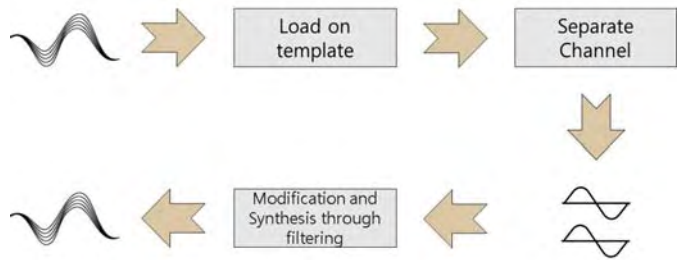 Load on
template
Separate
Channel
Modification and
Synthesis through
filtering